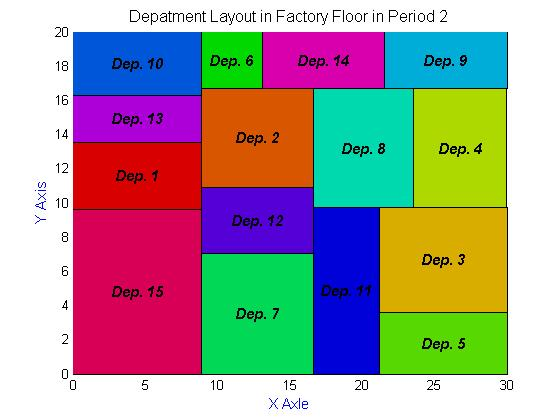 Depatment Layout in Factory Floor in Period 2
20
18
16
14
12
10
8
6
4
2
0
Y Axis
Dep. 10
Dep. 6
Dep. 14
Dep. 9
Dep. 13
Dep. 2
Dep. 8
Dep. 4
Dep. 1
Dep. 12
Dep. 3
Dep. 15
Dep. 7
Dep. 11
Dep. 5
0 5 10 15 20 25 30
X Axle